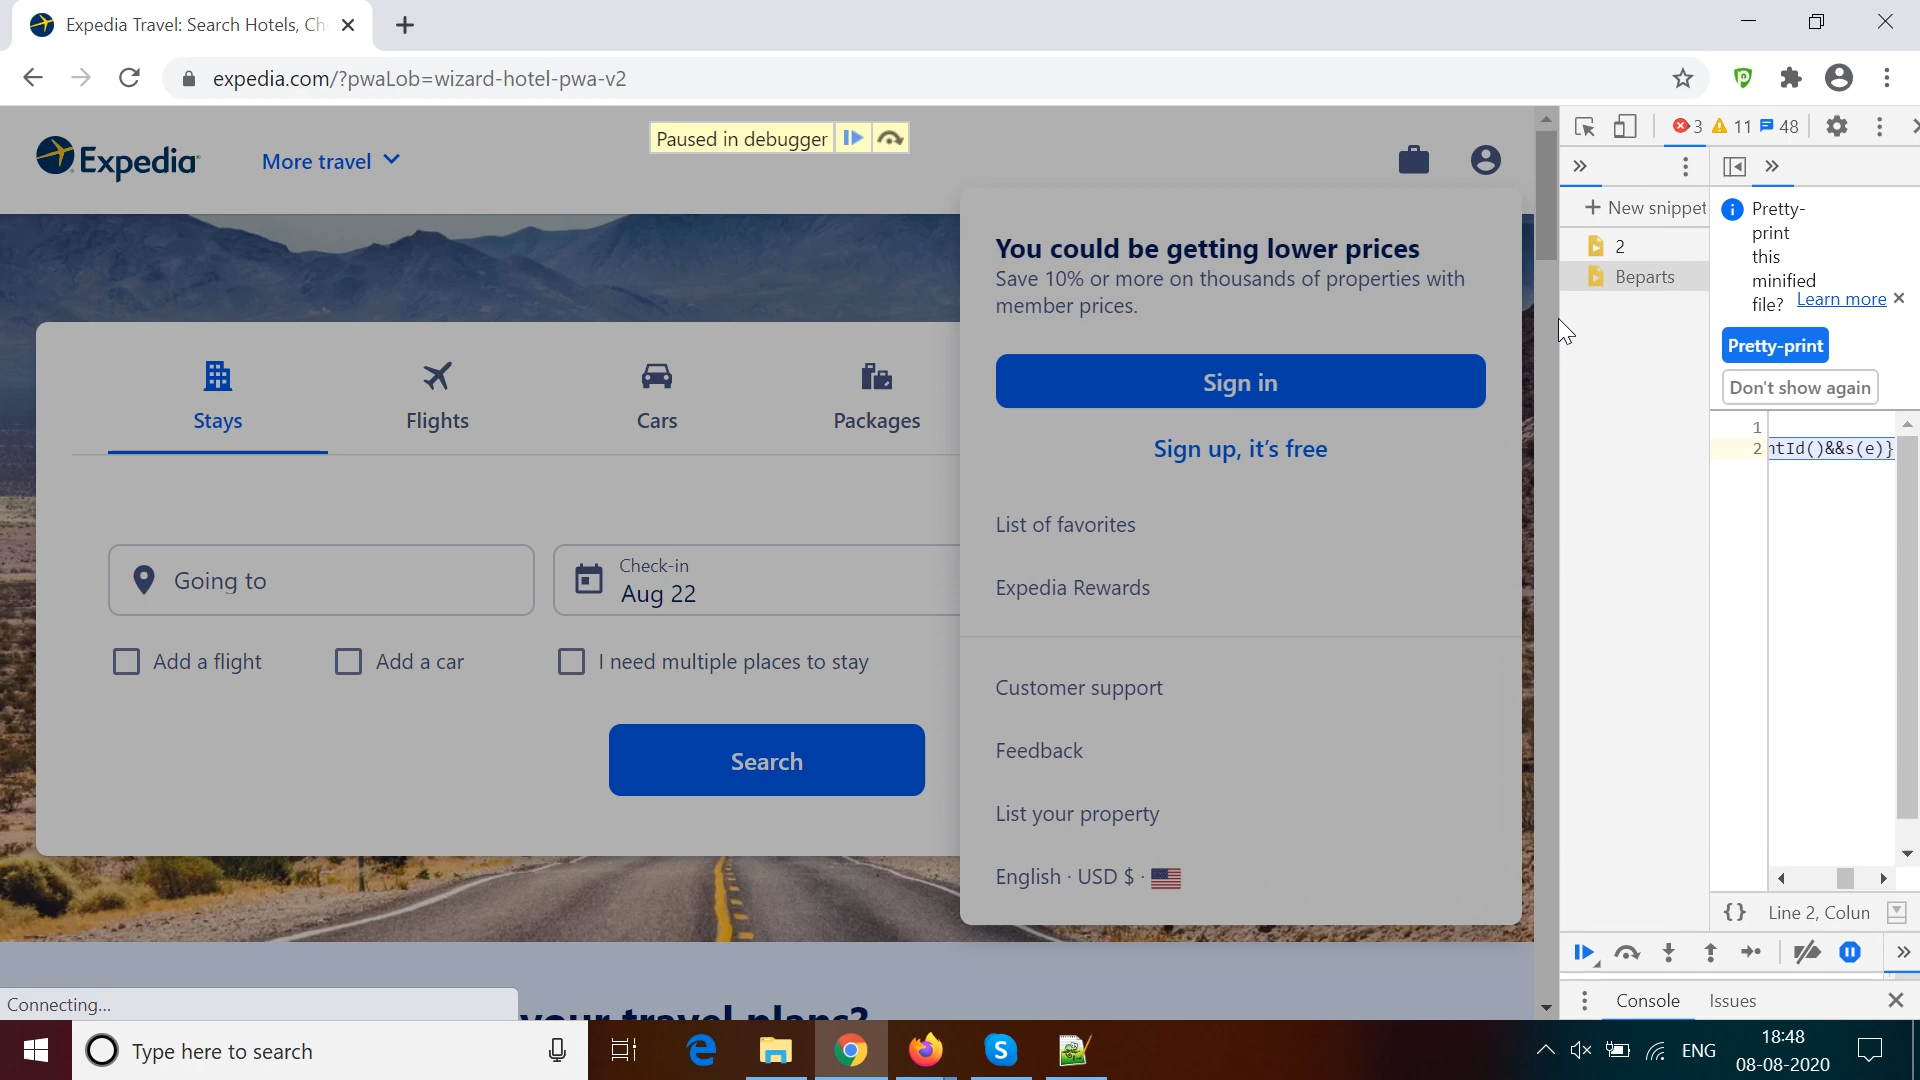 Expedia Travel: Search Hotels, Ch
expedia.com/?pwaLob=wizard-hotel-pwa-v2
Expedia
More travel
Paused in debugger
You could be getting lower prices
Save 10% or more on thousands of properties with
member prices.
Sign in
Sign up, it's free
List of favorites
Expedia Rewards
Customer support
Feedback
List your property
English · USD $ ·
Stays
Flights
Cars
Packages
Going to
Check-in
Aug 22
Add a flight
Add a car
I need multiple places to stay
Search
your travel plans?
Connecting...
3 11 48
+ New snippet
2
Beparts
Pretty-
print
this
minified
file? Learn more
Pretty-print
Don't show again
1
2 ntId()&&s(e)}
{} Line 2, Colun
Console
Issues
Type here to search
ENG
18:48
08-08-2020